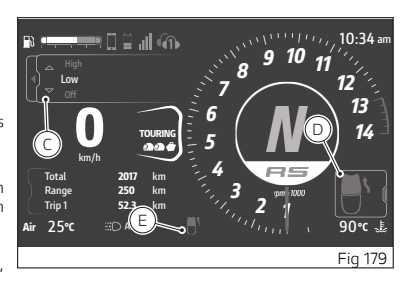 10:34 am
High
Low
Off
C
0
km/h
TOURING
Total 2017 km
Range 250 km
Trip 1 52.3 km
Air 25°C
A
E
1
2
3
4
5
6
7
8
9
10
11
12
13
14
N
RS
rpm ×1000
D
90°C
s
n
n
,
Fig 179